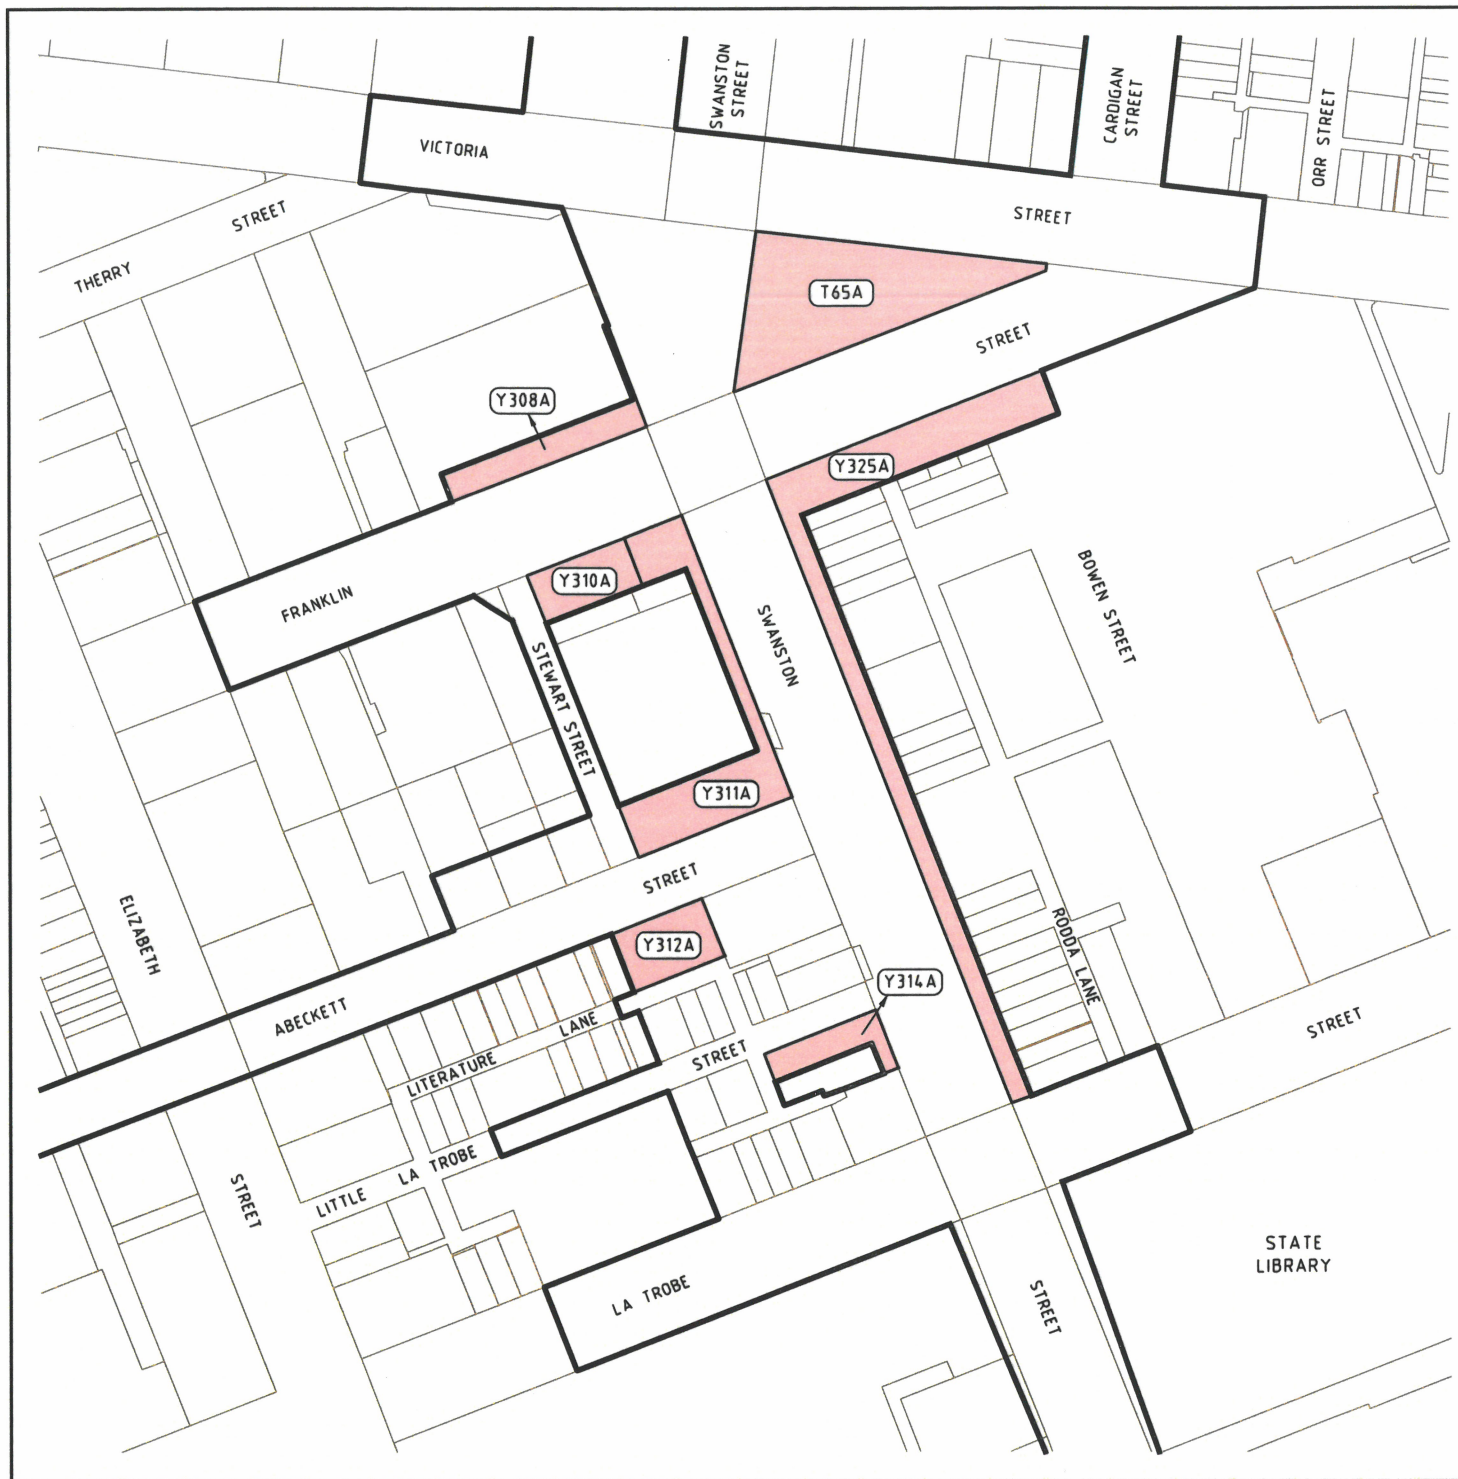 SWANSTON
STREET
CARDIGAN
STREET
ORR STREET
VICTORIA
STREET
STREET
THERRY
T65A
STREET
Y308A
Y325A
Y310A
FRANKLIN
SWANSTON
BOWEN STREET
STEWART STREET
Y311A
STREET
ELIZABETH
Y312A
RODDA LANE
Y314A
ABECKETT
LANE
LITERATURE
STREET
STREET
LA TROBE
LITTLE
STREET
LA TROBE
STREET
STATE
LIBRARY